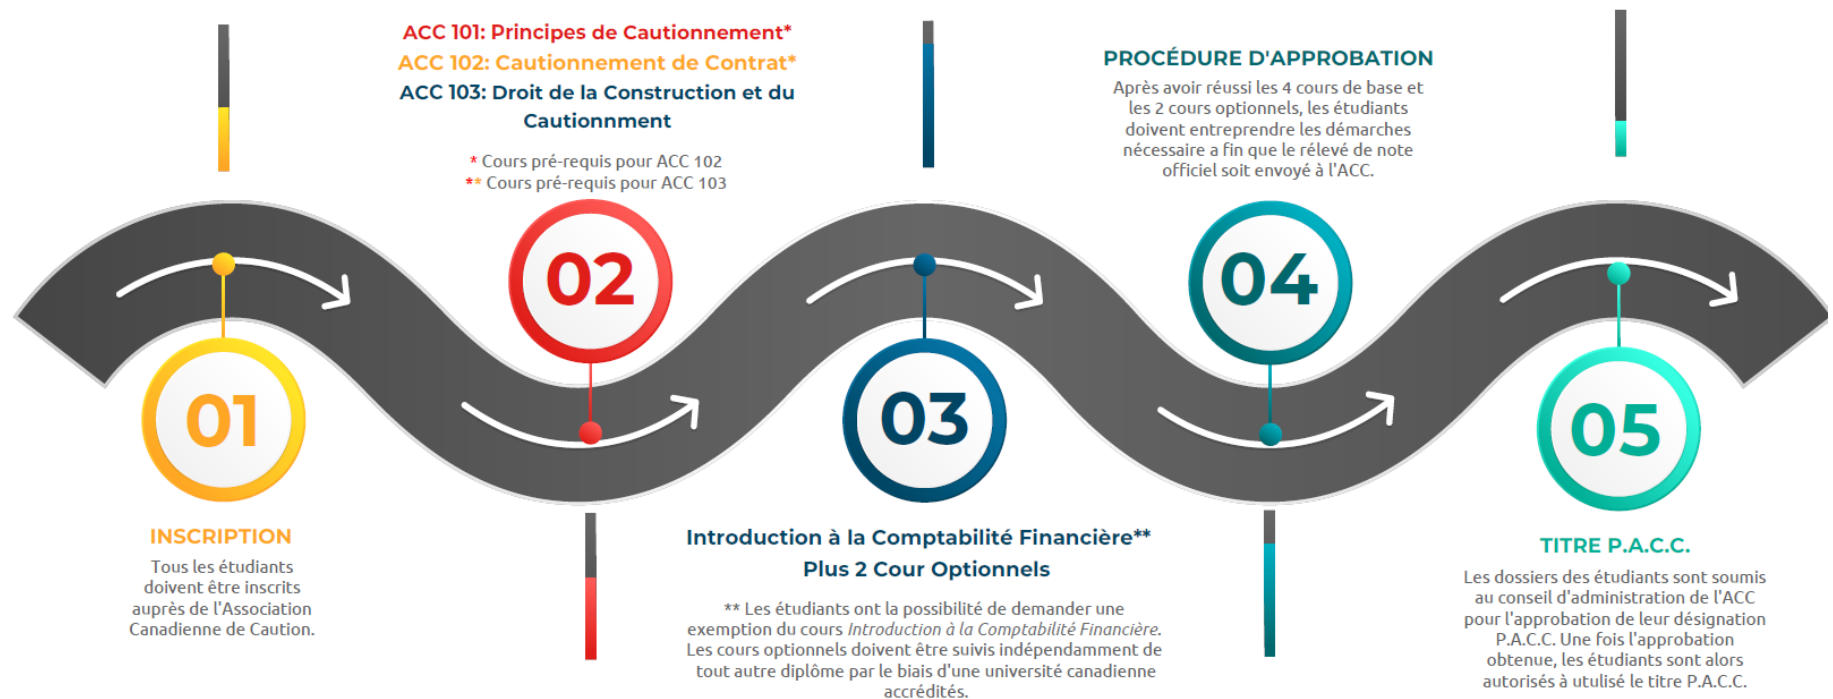 ACC 101: Principes de Cautionnement*
ACC 102: Cautionnement de Contrat*
ACC 103: Droit de la Construction et du
Cautionnment
* Cours pré-requis pour ACC 102
** Cours pré-requis pour ACC 103
PROCÉDURE D'APPROBATION
Après avoir réussi les 4 cours de base et
les 2 cours optionnels, les étudiants
doivent entreprendre les démarches
nécessaire a fin que le rélevé de note
officiel soit envoyé à l'ACC.
01
02
03
04
05
INSCRIPTION
Tous les étudiants
doivent être inscrits
auprès de l'Association
Canadienne de Caution.
Introduction à la Comptabilité Financière**
Plus 2 Cour Optionnels
** Les étudiants ont la possibilité de demander une
exemption du cours Introduction à la Comptabilité Financière.
Les cours optionnels doivent être suivis indépendamment de
tout autre diplôme par le biais d'une université canadienne
accrédités.
TITRE P.A.C.C.
Les dossiers des étudiants sont soumis
au conseil d'administration de l'ACC
pour l'approbation de leur désignation
P.A.C.C. Une fois l'approbation
obtenue, les étudiants sont alors
autorisés à utulisé le titre P.A.C.C.